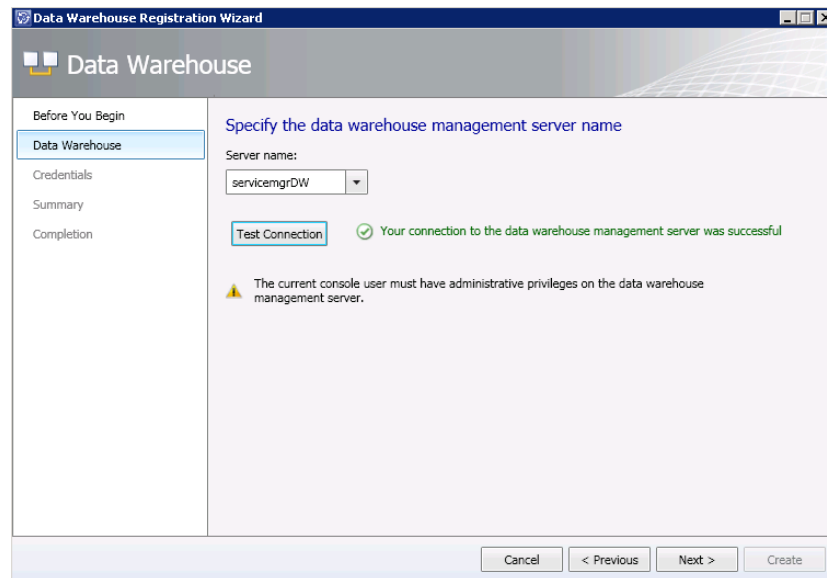 Data Warehouse Registration Wizard
Data Warehouse
Before You Begin
Data Warehouse
Credentials
Summary
Completion
Specify the data warehouse management server name
Server name:
servicemgrDW
Test Connection
Your connection to the data warehouse management server was successful
The current console user must have administrative privileges on the data warehouse
management server.
Cancel
< Previous
Next >
Create